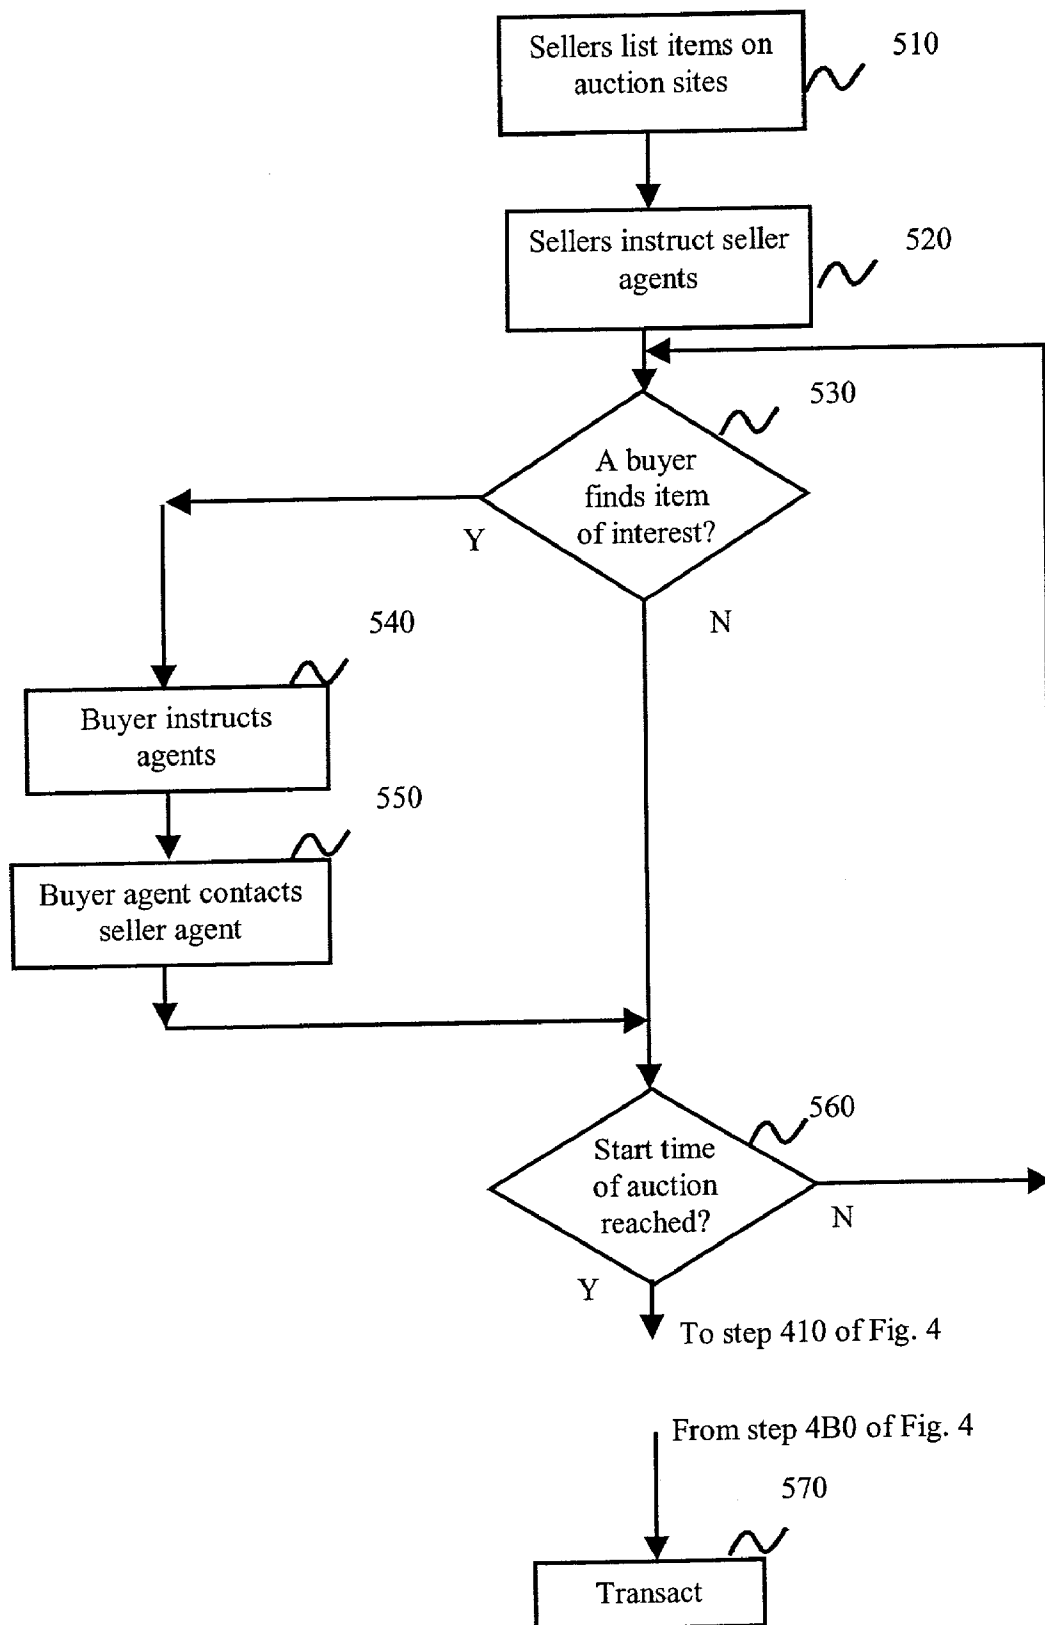 Sellers list items on
auction sites
510
Sellers instruct seller
agents
520
530
A buyer
finds item
of interest?
Y
N
540
Buyer instructs
agents
550
Buyer agent contacts
seller agent
560
Start time
of auction
reached?
N
Y
To step 410 of Fig. 4
From step 4B0 of Fig. 4
570
Transact